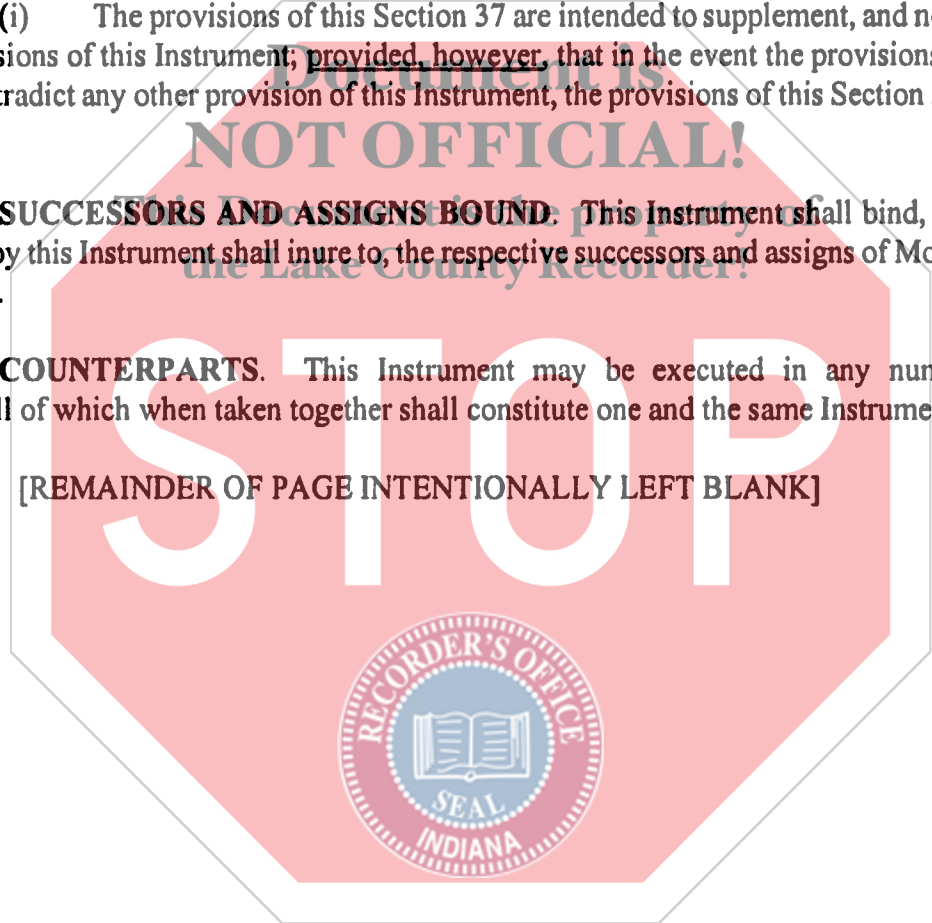 (i) The provisions of this Section 37 are intended to supplement, and n
sions of this Instrument; provided, however, that in the event the provisions
tradict any other provision of this Instrument, the provisions of this Section
Document is
NOT OFFICIAL!
This Document is the property of
the Lake County Recorder!
SUCCESSORS AND ASSIGNS BOUND. This Instrument shall bind,
by this Instrument shall inure to, the respective successors and assigns of Mo
.
COUNTERPARTS. This Instrument may be executed in any num
ll of which when taken together shall constitute one and the same Instrume
STOP
[REMAINDER OF PAGE INTENTIONALLY LEFT BLANK]
RECORDER'S OFFICE
SEAL
INDIANA